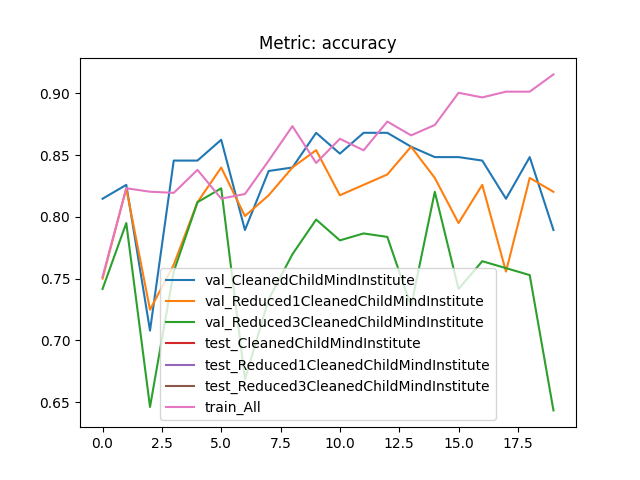 Metric: accuracy
0.90
0.85
0.80
0.75
0.70
0.65
val_CleanedChildMindInstitute
val_Reduced1CleanedChildMindInstitute
val_Reduced3CleanedChildMindInstitute
test_CleanedChildMindInstitute
test_Reduced1CleanedChildMindInstitute
test_Reduced3CleanedChildMindInstitute
train_All
0.0 2.5 5.0 7.5 10.0 12.5 15.0 17.5